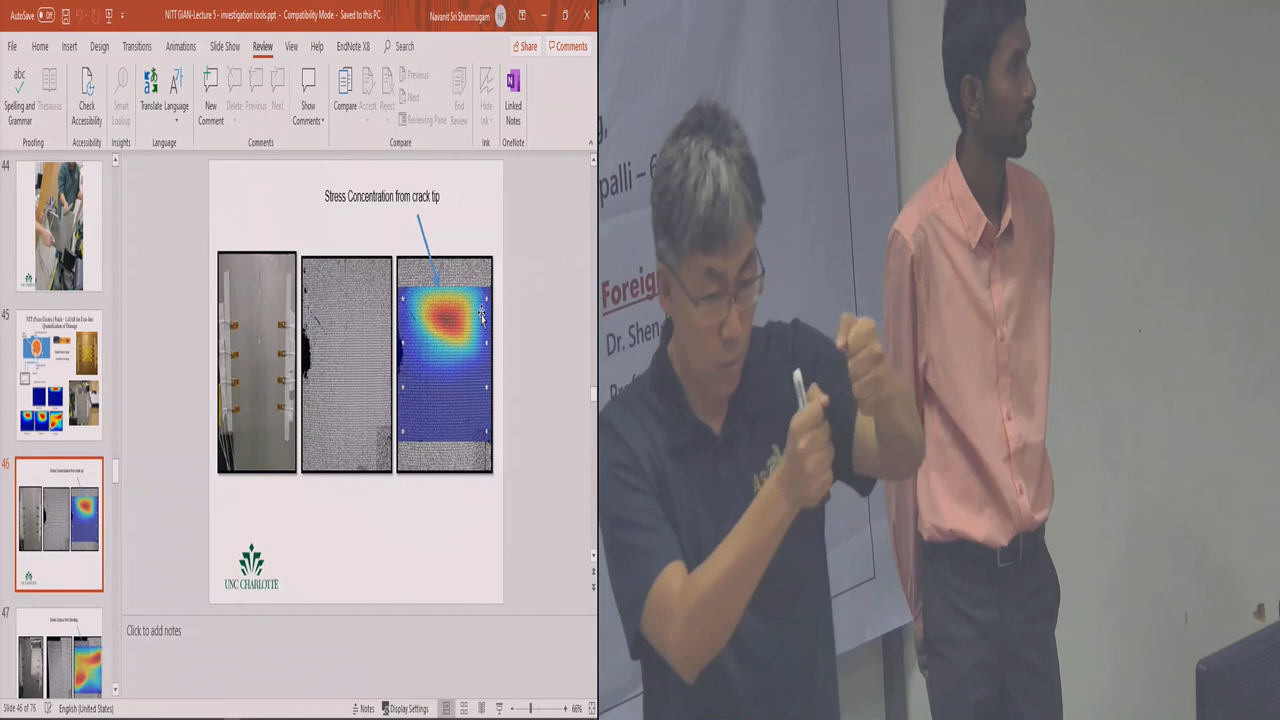 AutoSave Off
NITT GIAN-Lecture 5 - investigation tools.ppt - Compatibility Mode - Saved to this PC
Navanit Sri Shanmugam
NS
File Home Insert Design Transitions Animations Slide Show Review View Help EndNote X8 Search
Share Comments
abc
Spelling and Grammar
Thesaurus
Check Accessibility
Smart Lookup
Translate
Language
New Comment
Delete
Previous
Next
Show Comments
Compare
Accept
Reject
Previous
Next
Reviewing Pane
End Review
Hide Ink
Linked Notes
Proofing Accessibility Insights Language Comments Compare Ink OneNote
44
45
46
47
Stress Concentration from crack tip
UNC CHARLOTTE
Click to add notes
Slide 46 of 76
English (United States)
Notes
Display Settings
66%
g,
palli – 6
Foreig
Dr. Shen